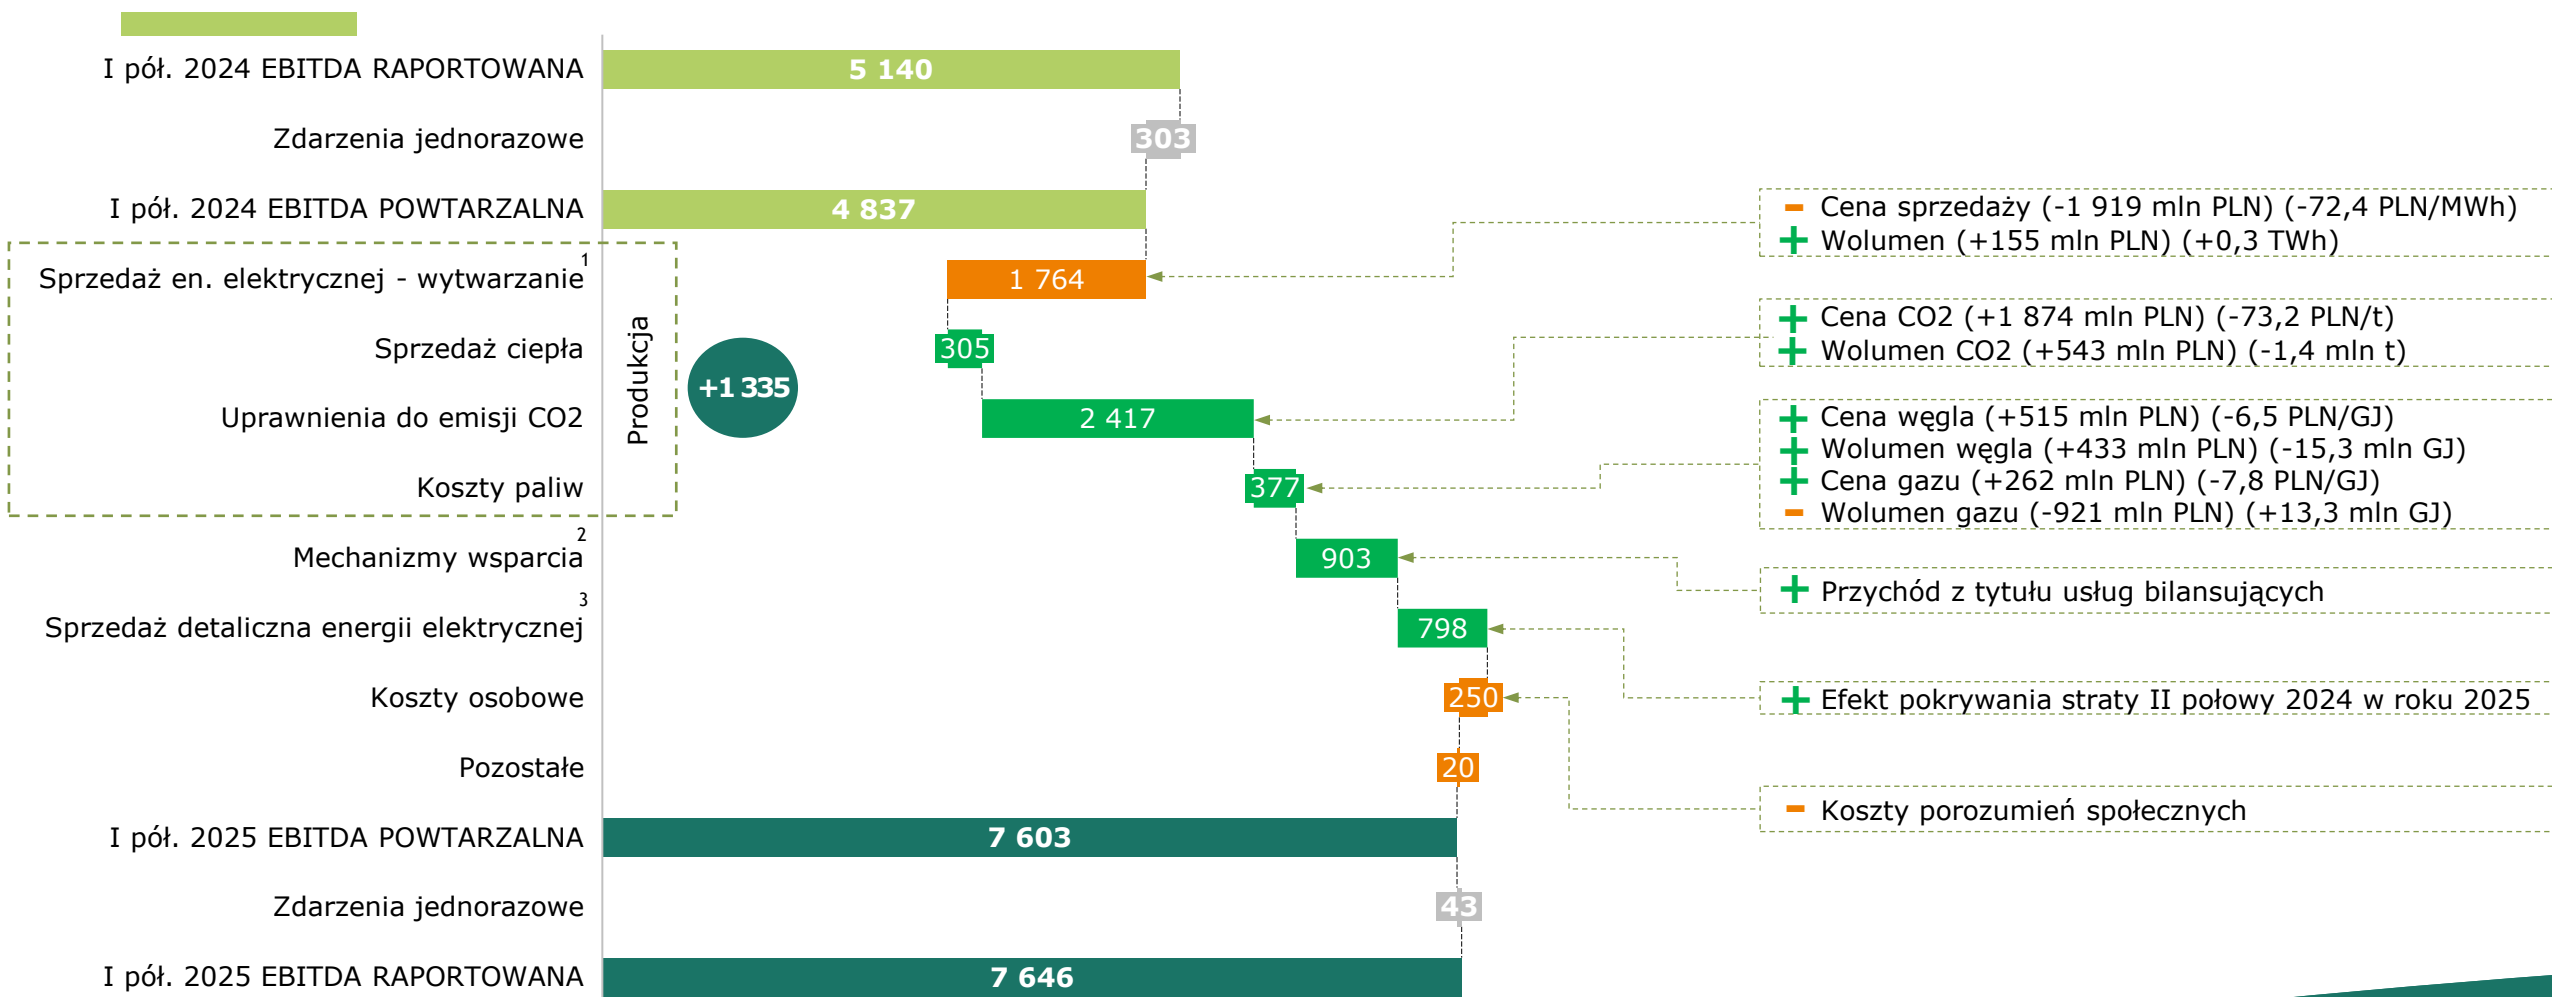 I pół. 2024 EBITDA RAPORTOWANA
5 140
Zdarzenia jednorazowe
303
I pół. 2024 EBITDA POWTARZALNA
4 837
Sprzedaż en. elektrycznej - wytwarzanie 1
1 764
Sprzedaż ciepła
305
Uprawnienia do emisji CO2
2 417
Koszty paliw
377
Produkcja
+1 335
Mechanizmy wsparcia 2
903
Sprzedaż detaliczna energii elektrycznej 3
798
Koszty osobowe
250
Pozostałe
20
I pół. 2025 EBITDA POWTARZALNA
7 603
Zdarzenia jednorazowe
43
I pół. 2025 EBITDA RAPORTOWANA
7 646
- Cena sprzedaży (-1 919 mln PLN) (-72,4 PLN/MWh)
+ Wolumen (+155 mln PLN) (+0,3 TWh)
+ Cena CO2 (+1 874 mln PLN) (-73,2 PLN/t)
+ Wolumen CO2 (+543 mln PLN) (-1,4 mln t)
+ Cena węgla (+515 mln PLN) (-6,5 PLN/GJ)
+ Wolumen węgla (+433 mln PLN) (-15,3 mln GJ)
+ Cena gazu (+262 mln PLN) (-7,8 PLN/GJ)
- Wolumen gazu (-921 mln PLN) (+13,3 mln GJ)
+ Przychód z tytułu usług bilansujących
+ Efekt pokrywania straty II połowy 2024 w roku 2025
- Koszty porozumień społecznych